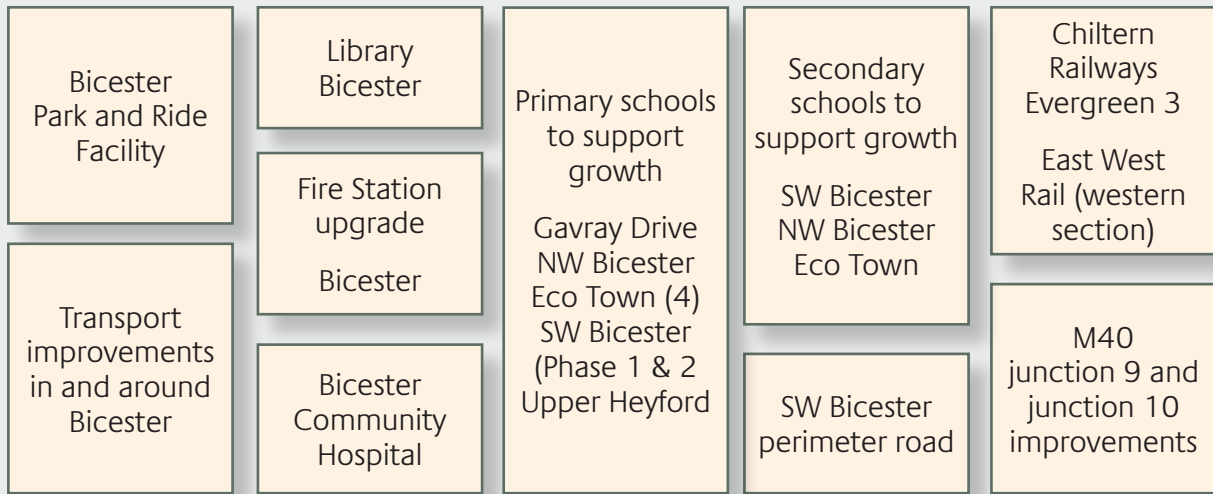 Bicester
Park and Ride
Facility
Transport
improvements
in and around
Bicester
Library
Bicester
Fire Station
upgrade
Bicester
Bicester
Community
Hospital
Primary schools
to support
growth
Gavray Drive
NW Bicester
Eco Town (4)
SW Bicester
(Phase 1 & 2
Upper Heyford
Secondary
schools to
support growth
SW Bicester
NW Bicester
Eco Town
SW Bicester
perimeter road
Chiltern
Railways
Evergreen 3
East West
Rail (western
section)
M40
junction 9 and
junction 10
improvements